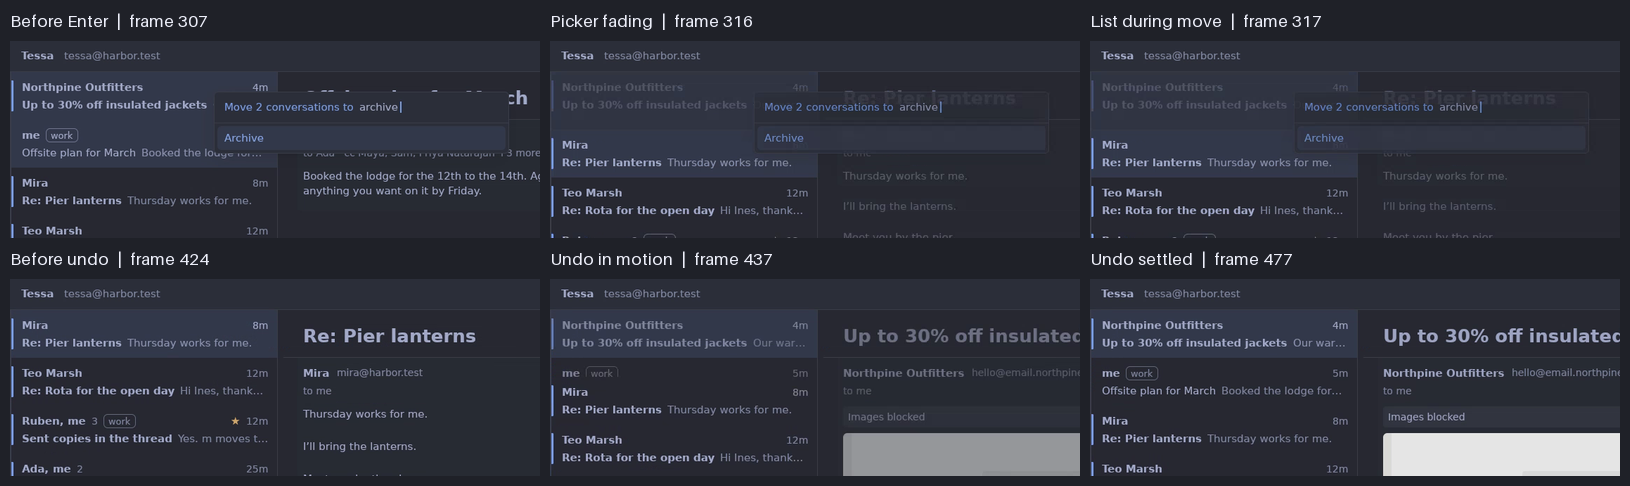 Before Enter | frame 307
Tessa tessa@harbor.test
Northpine Outfitters 4m
Up to 30% off insulated jackets
Move 2 conversations to archive
Archive
me work
Offsite plan for March Booked the lodge for…
Booked the lodge for the 12th to the 14th.
anything you want on it by Friday.
Mira 8m
Re: Pier lanterns Thursday works for me.
Teo Marsh 12m
Picker fading | frame 316
Tessa tessa@harbor.test
Northpine Outfitters 4m
Up to 30% off insulated jackets
Re: Pier lanterns
Move 2 conversations to archive
Archive
Mira
Re: Pier lanterns Thursday works for me.
Teo Marsh 12m
Re: Rota for the open day Hi Ines, thank…
Thursday works for me.
I'll bring the lanterns.
Meet you by the pier
List during move | frame 317
Tessa tessa@harbor.test
Northpine Outfitters 4m
Up to 30% off insulated jackets
Re: Pier lanterns
Move 2 conversations to archive
Archive
Mira
Re: Pier lanterns Thursday works for me.
Teo Marsh 12m
Re: Rota for the open day Hi Ines, thank…
Thursday works for me.
I'll bring the lanterns.
Meet you by the pier
Before undo | frame 424
Tessa tessa@harbor.test
Mira 8m
Re: Pier lanterns Thursday works for me.
Teo Marsh 12m
Re: Rota for the open day Hi Ines, thank…
Ruben, me 3 work ★ 12m
Sent copies in the thread Yes. m moves t…
Ada, me 2 25m
Re: Pier lanterns
Mira mira@harbor.test
to me
Thursday works for me.
I'll bring the lanterns.
Undo in motion | frame 437
Tessa tessa@harbor.test
Northpine Outfitters 4m
Up to 30% off insulated jackets Our war…
me work 5m
Mira 8m
Re: Pier lanterns Thursday works for me.
Teo Marsh 12m
Re: Rota for the open day Hi Ines, thank…
Up to 30% off insulated
Northpine Outfitters hello@email.northpine
to me
Images blocked
Undo settled | frame 477
Tessa tessa@harbor.test
Northpine Outfitters 4m
Up to 30% off insulated jackets Our war…
me work 5m
Offsite plan for March Booked the lodge for…
Mira 8m
Re: Pier lanterns Thursday works for me.
Teo Marsh 12m
Up to 30% off insulated
Northpine Outfitters hello@email.northpine
to me
Images blocked